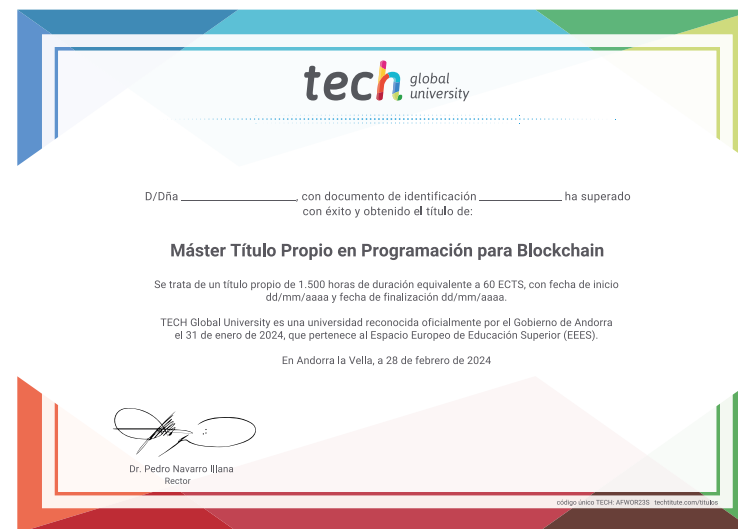 tech global university
D/Dña ____________, con documento de identificación ____________ ha superado
con éxito y obtenido el título de:
Máster Título Propio en Programación para Blockchain
Se trata de un título propio de 1.500 horas de duración equivalente a 60 ECTS, con fecha de inicio
dd/mm/aaaa y fecha de finalización dd/mm/aaaa.
TECH Global University es una universidad reconocida oficialmente por el Gobierno de Andorra
el 31 de enero de 2024, que pertenece al Espacio Europeo de Educación Superior (EEES).
En Andorra la Vella, a 28 de febrero de 2024
Dr. Pedro Navarro Illana
Rector
código único TECH: AFWOR23S techtitute.com/titulos